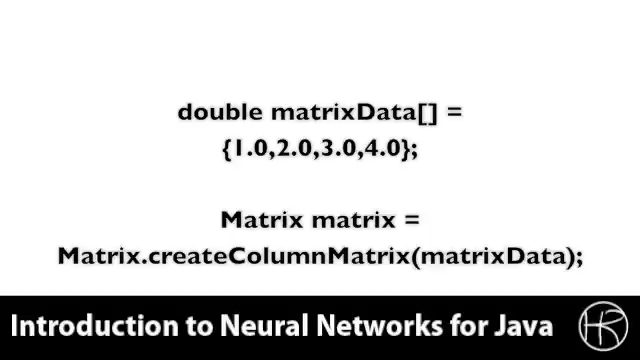 double matrixData[] =
{1.0,2.0,3.0,4.0};
Matrix matrix =
Matrix.createColumnMatrix(matrixData);
Introduction to Neural Networks for Java